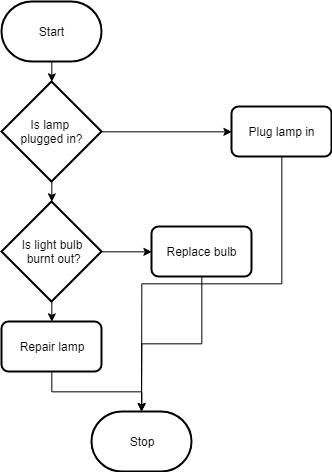 Start
Is lamp
plugged in?
Plug lamp in
Is light bulb
burnt out?
Replace bulb
Repair lamp
Stop